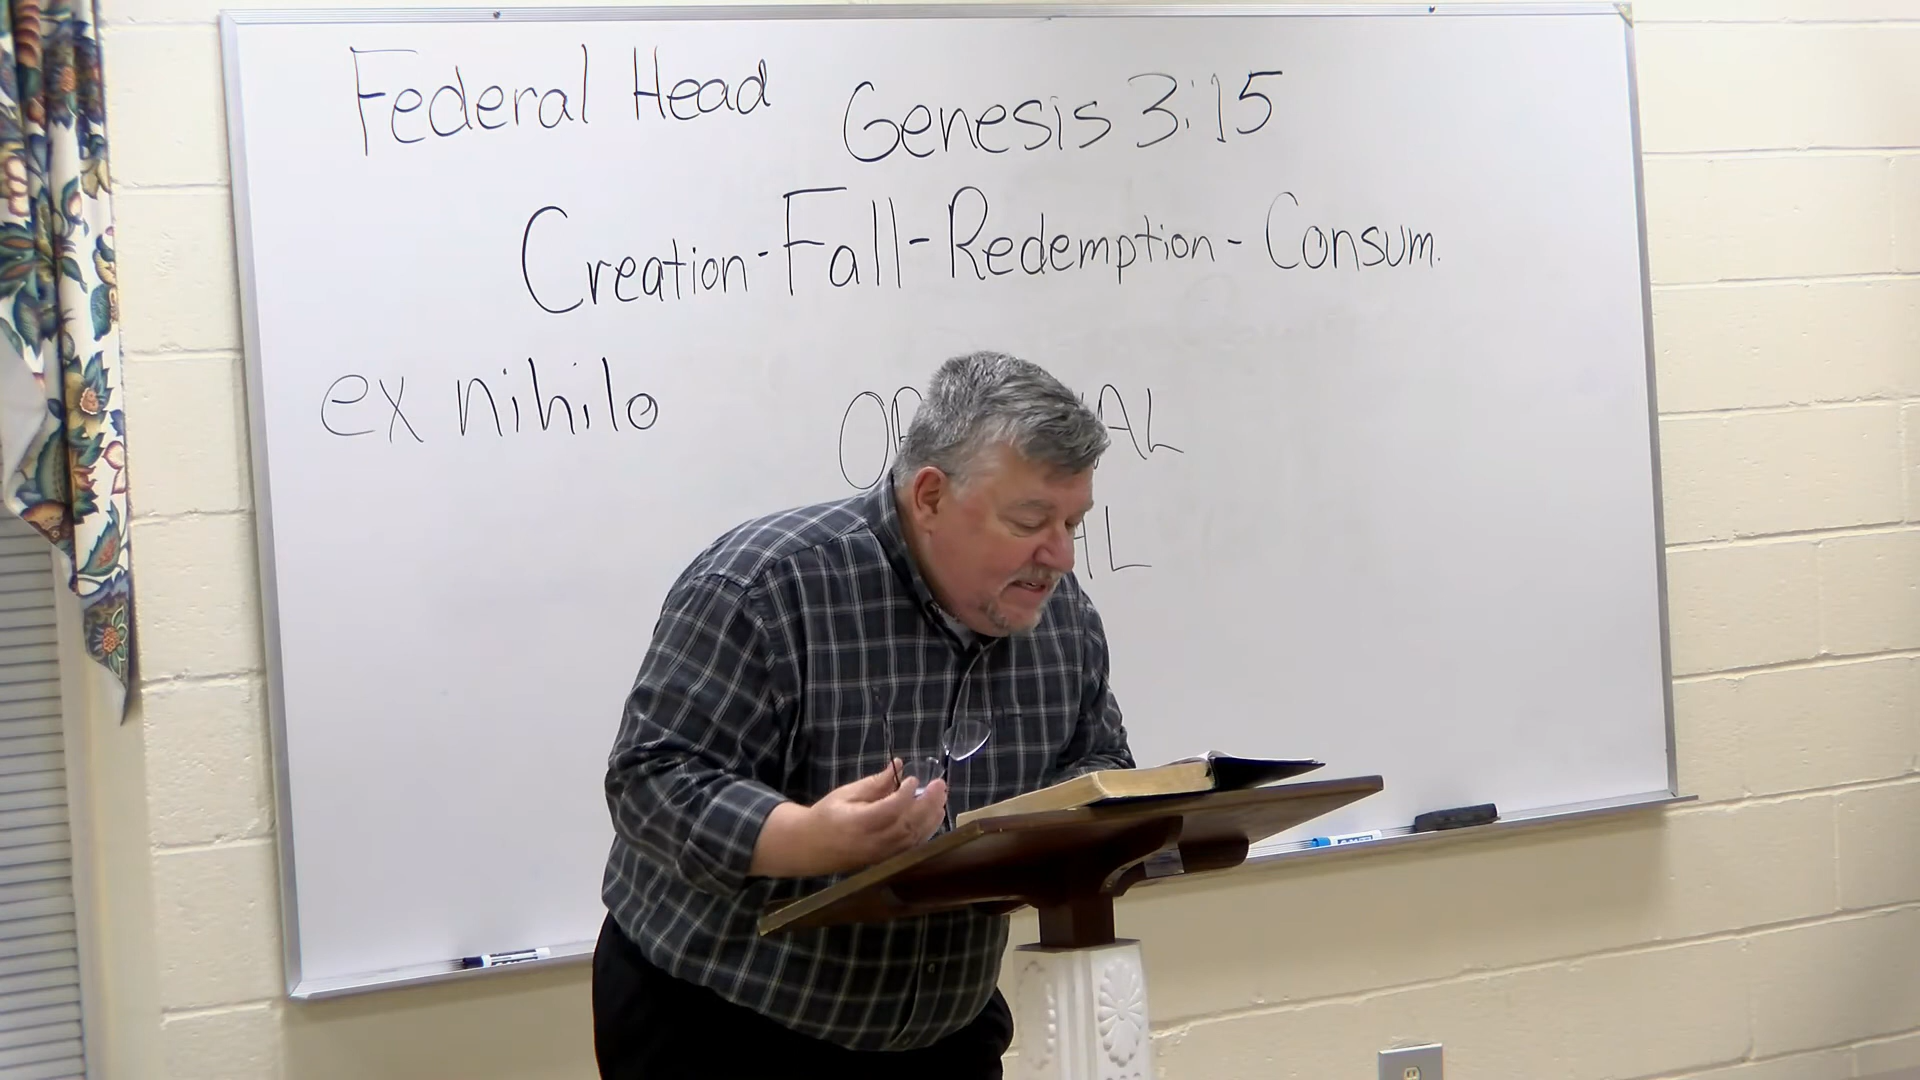 Federal Head Genesis 3:15
Creation-Fall-Redemption-Consum.
ex nihilo